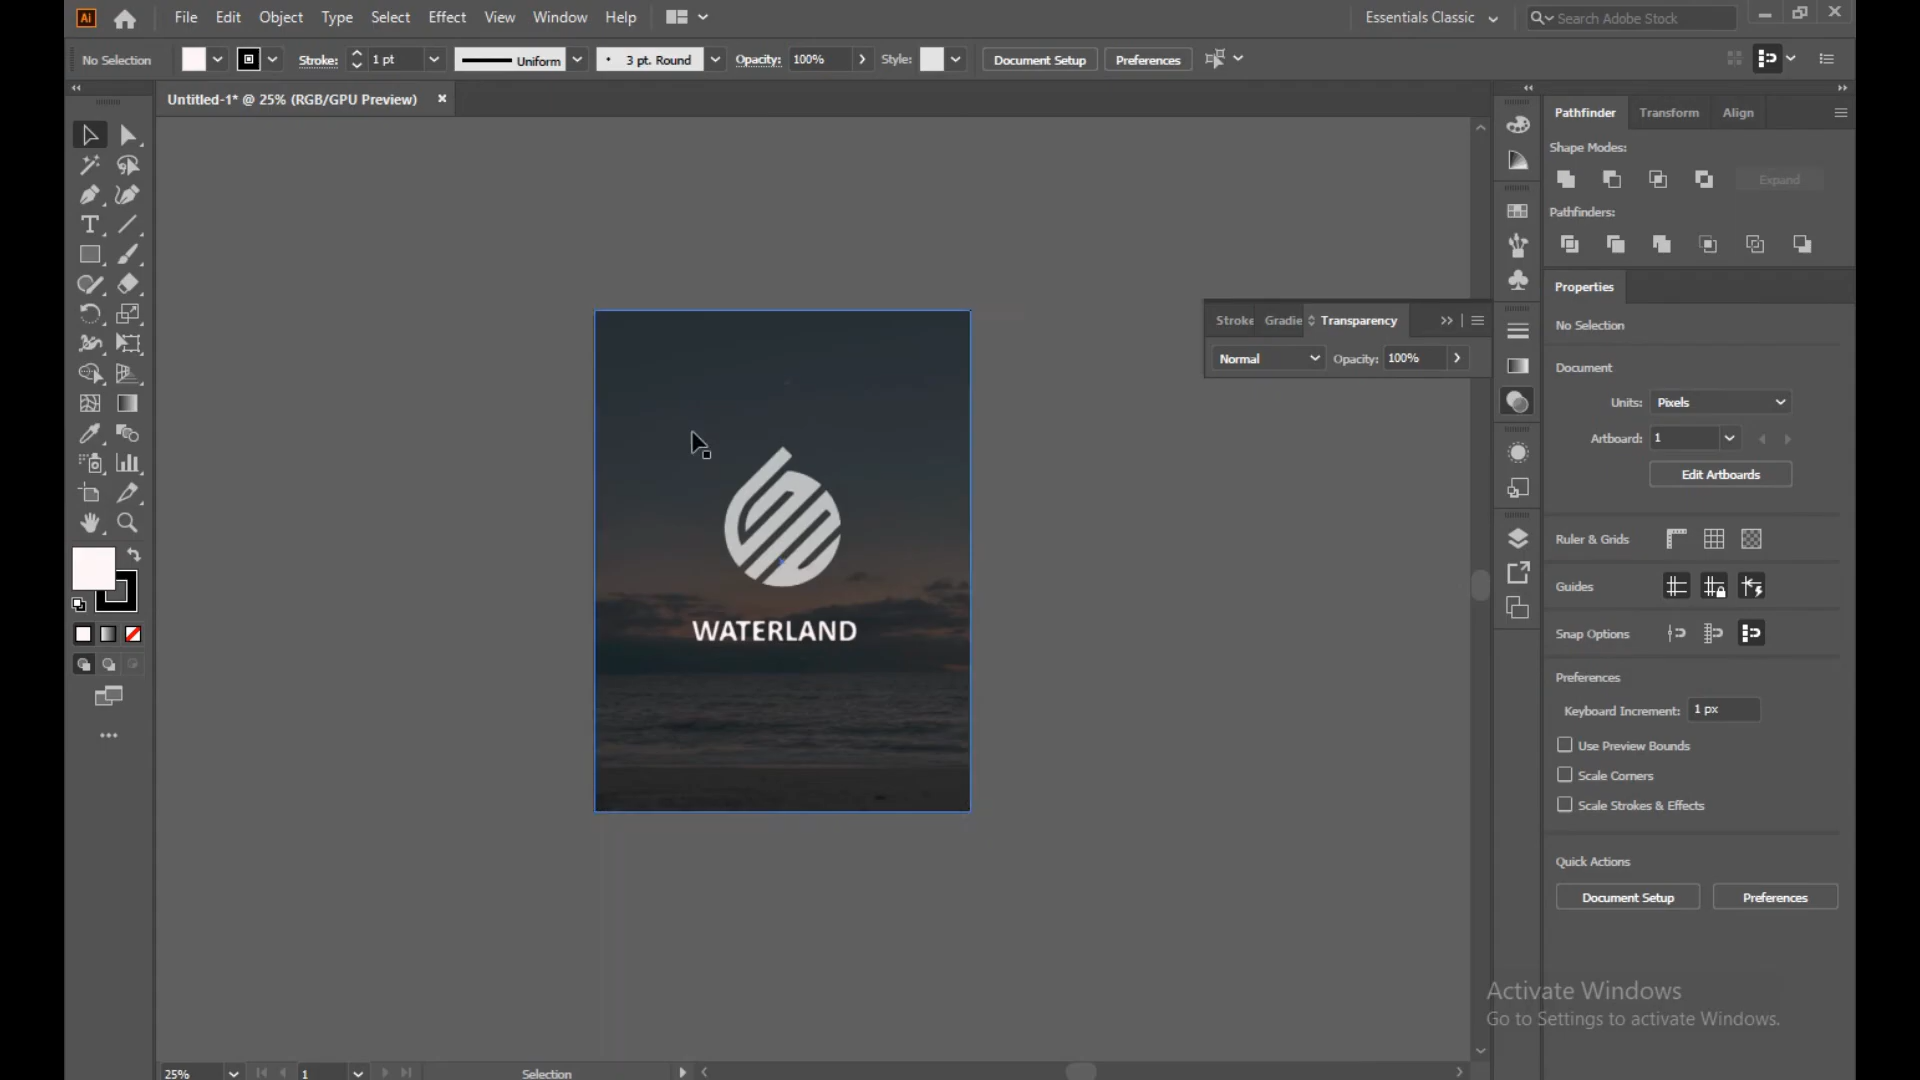 Ai File Edit Object Type Select Effect View Window Help Essentials Classic Search Adobe Stock
No Selection Stroke: 1 pt Uniform 3 pt. Round Opacity: 100% Style: Document Setup Preferences
Untitled-1* @ 25% (RGB/GPU Preview)
Pathfinder Transform Align
Shape Modes:
Expand
Pathfinders:
Properties
No Selection
Document
Units: Pixels
Artboard: 1
Edit Artboards
Ruler & Grids
Guides
Snap Options
Preferences
Keyboard Increment: 1 px
Use Preview Bounds
Scale Corners
Scale Strokes & Effects
Quick Actions
Document Setup Preferences
Stroke Gradie Transparency
Normal Opacity: 100%
WATERLAND
Activate Windows
Go to Settings to activate Windows.
25% 1 Selection